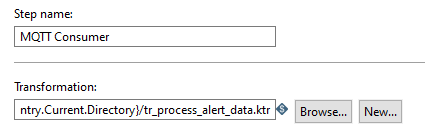 Step name:
MQTT Consumer
Transformation:
ntry.Current.Directory}/tr_process_alert_data.ktr
Browse...
New...